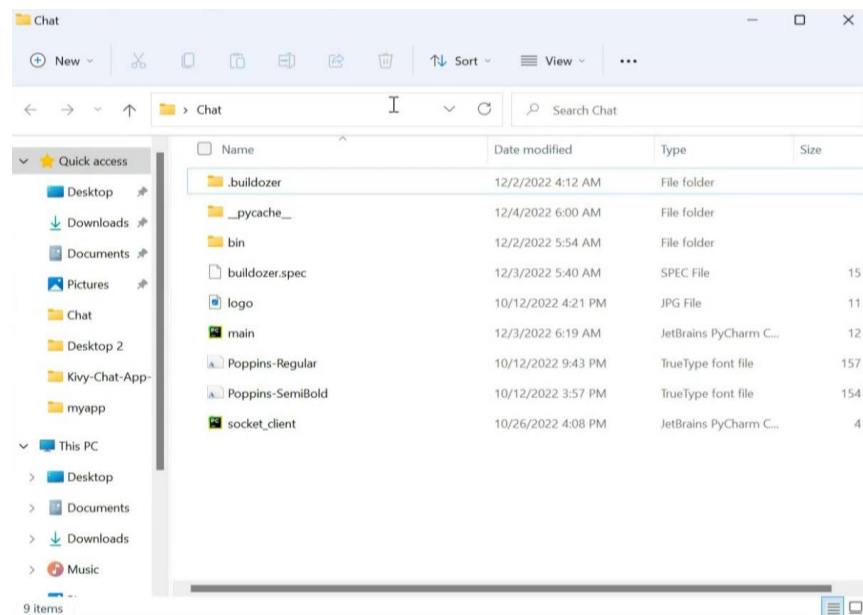 Chat
New
Sort
View
Chat
Search Chat
Name Date modified Type Size
Quick access
Desktop
Downloads
Documents
Pictures
Chat
Desktop 2
Kivy-Chat-App-
myapp
This PC
Desktop
Documents
Downloads
Music
.buildozer 12/2/2022 4:12 AM File folder
__pycache__ 12/4/2022 6:00 AM File folder
bin 12/2/2022 5:54 AM File folder
buildozer.spec 12/3/2022 5:40 AM SPEC File 15
logo 10/12/2022 4:21 PM JPG File 11
main 12/3/2022 6:19 AM JetBrains PyCharm C... 12
Poppins-Regular 10/12/2022 9:43 PM TrueType font file 157
Poppins-SemiBold 10/12/2022 3:57 PM TrueType font file 154
socket_client 10/26/2022 4:08 PM JetBrains PyCharm C... 4
9 items